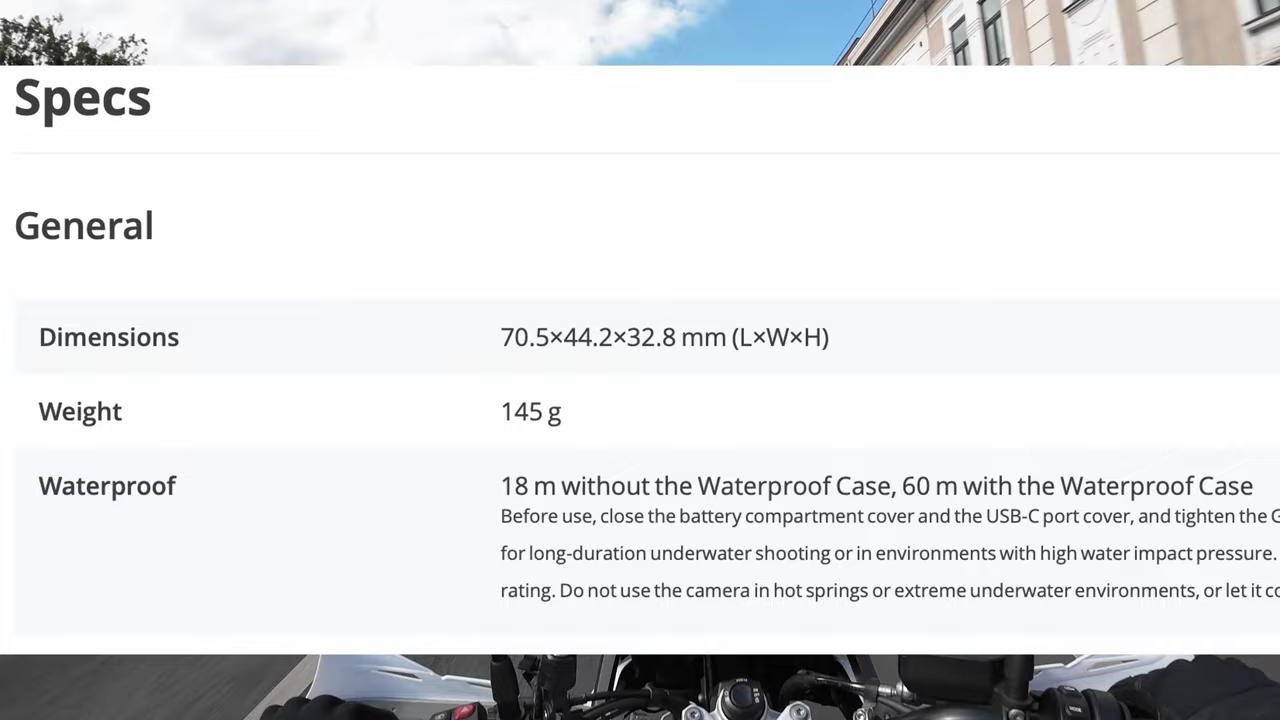 Specs
General
Dimensions
70.5×44.2×32.8 mm (L×W×H)
Weight
145 g
Waterproof
18 m without the Waterproof Case, 60 m with the Waterproof Case
Before use, close the battery compartment cover and the USB-C port cover, and tighten the
for long-duration underwater shooting or in environments with high water impact pressure.
rating. Do not use the camera in hot springs or extreme underwater environments, or let it
MODE